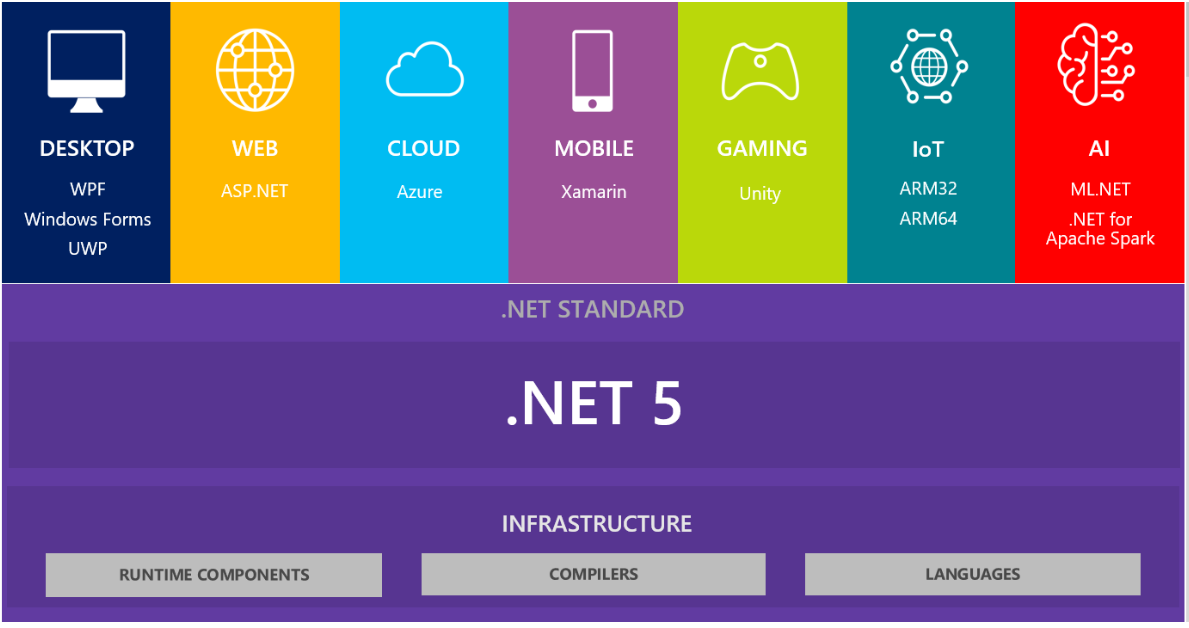 DESKTOP
WPF
Windows Forms
UWP
WEB
ASP.NET
CLOUD
Azure
MOBILE
Xamarin
GAMING
Unity
IoT
ARM32
ARM64
AI
ML.NET
.NET for
Apache Spark
.NET STANDARD
.NET 5
INFRASTRUCTURE
RUNTIME COMPONENTS
COMPILERS
LANGUAGES